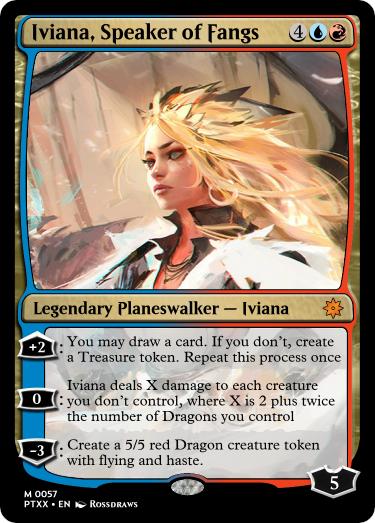 Iviana, Speaker of Fangs 4
Legendary Planeswalker — Iviana
+2: You may draw a card. If you don't, create
a Treasure token. Repeat this process once
0: Iviana deals X damage to each creature
you don't control, where X is 2 plus twice
the number of Dragons you control
-3: Create a 5/5 red Dragon creature token
with flying and haste.
5
M 0057
PTXX • EN Rossdraws